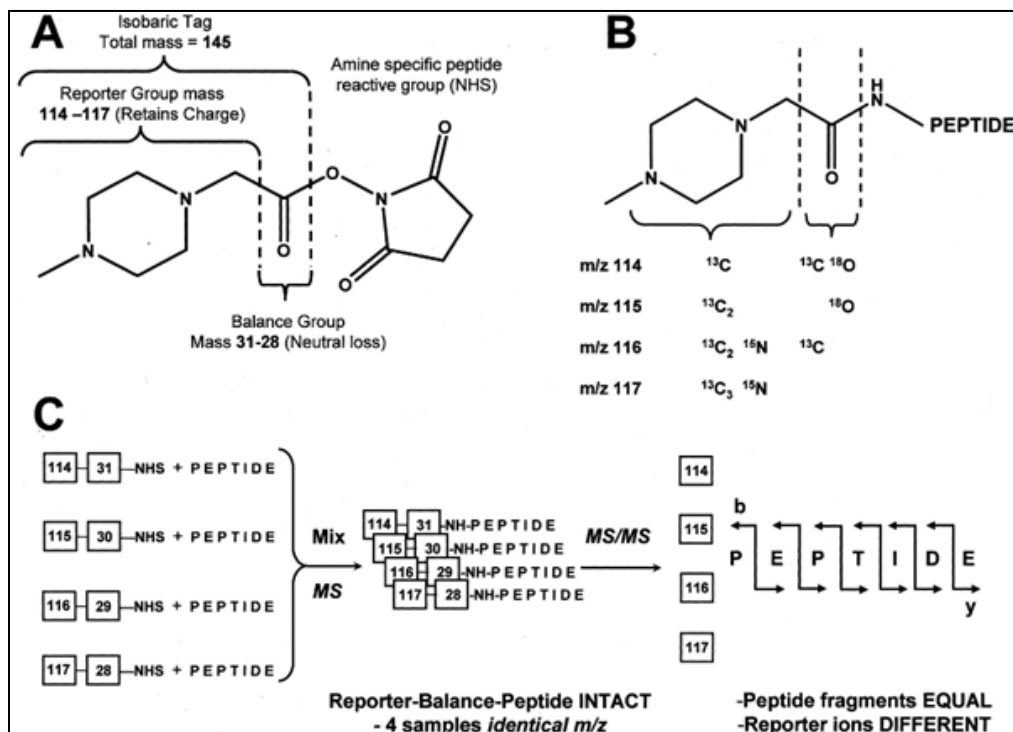 A
Isobaric Tag
Total mass = 145
Reporter Group mass
114 –117 (Retains Charge)
Amine specific peptide
reactive group (NHS)
N
N
O
O
N
O
O
Balance Group
Mass 31-28 (Neutral loss)
B
N
N
O
H
N
PEPTIDE
m/z 114 ¹³C ¹³C ¹⁸O
m/z 115 ¹³C₂ ¹⁸O
m/z 116 ¹³C₂ ¹⁵N ¹³C
m/z 117 ¹³C₃ ¹⁵N
C
114 31 NHS + PEPTIDE
115 30 NHS + PEPTIDE
116 29 NHS + PEPTIDE
117 28 NHS + PEPTIDE
Mix
MS
114 31 -NH-PEPTIDE
115 30 -NH-PEPTIDE
116 29 -NH-PEPTIDE
117 28 -NH-PEPTIDE
MS/MS
114
115
116
117
b
P E P T I D E
y
Reporter-Balance-Peptide INTACT
- 4 samples identical m/z
-Peptide fragments EQUAL
-Reporter ions DIFFERENT